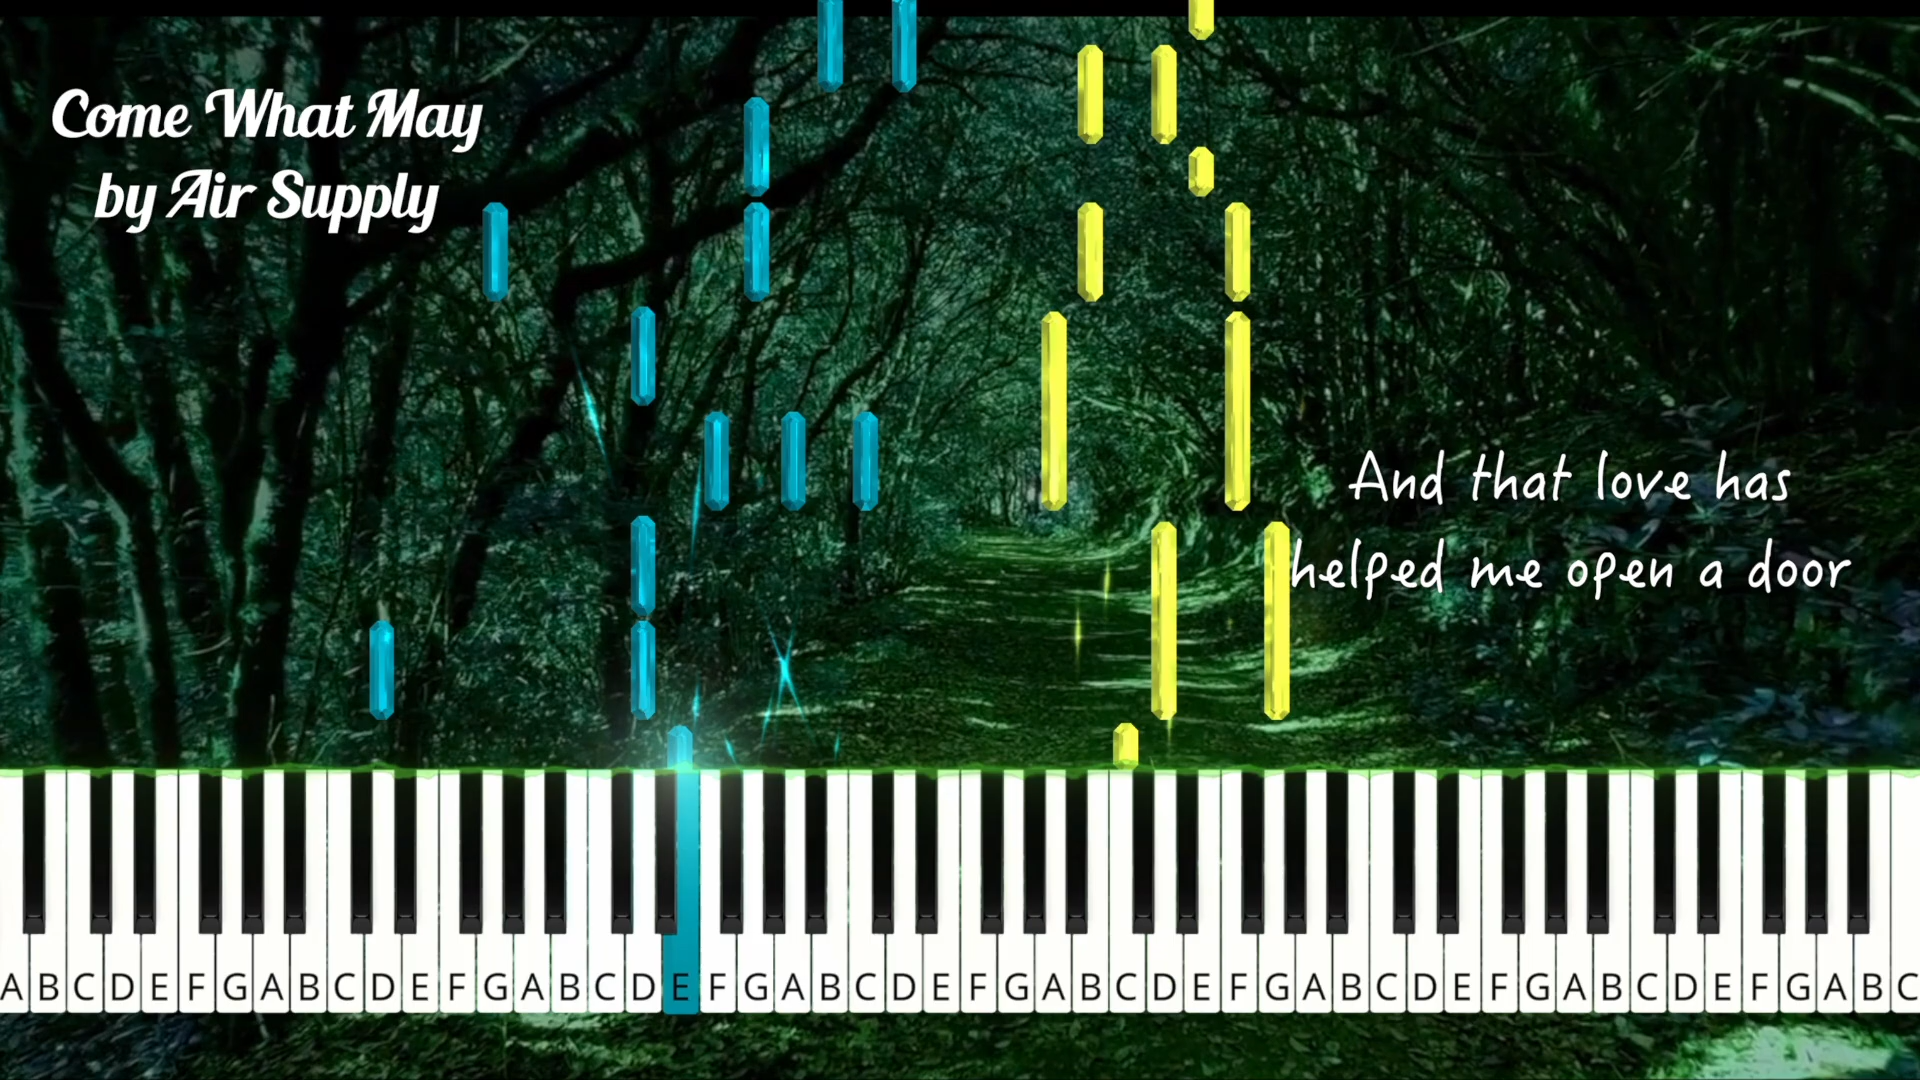 Come What May
by Air Supply
And that love has
helped me open a door
A B C D E F G A B C D E F G A B C D E F G A B C D E F G A B C D E F G A B C D E F G A B C D E F G A B C